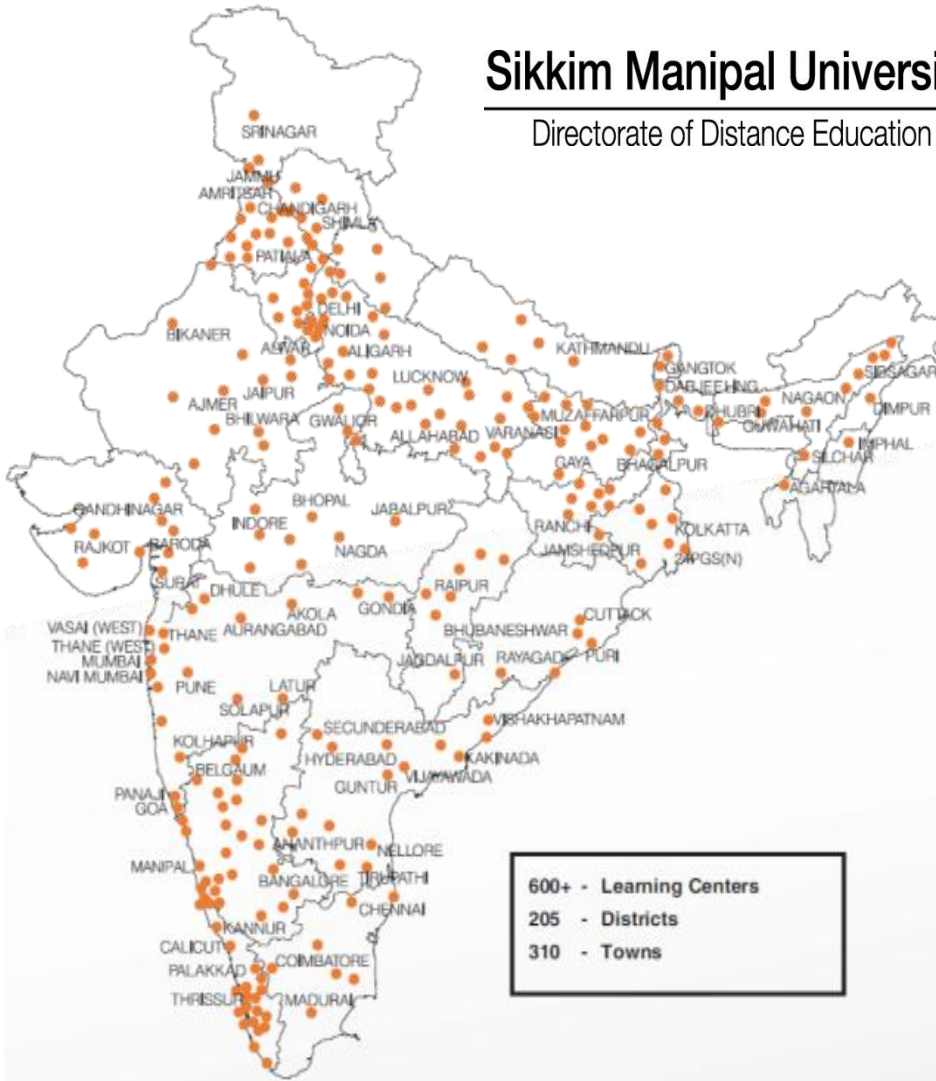 Sikkim Manipal Universi
Directorate of Distance Education
SRINAGAR
JAMMU
AMRITSAR
CHANDIGARH
SHIMLA
PATIALA
DELHI
BIKANER
NOIDA
ALWAR
ALIGARH
KATHMANDU
GANGTOK
SIBSAGAR
LUCKNOW
DARJEELING
JAIPUR
NAGAON
AJMER
DHUBRI
DIMPUR
BHILWARA
GWALIOR
MUZAFFARPUR
GUWAHATI
ALLAHABAD
VARANASI
IMPHAL
SILCHAR
GAYA
BHAGALPUR
AGARTALA
BHOPAL
GANDHINAGAR
JABALPUR
INDORE
RANCHI
KOLKATTA
RAJKOT
BARODA
NAGDA
JAMSHEDPUR
24PGS(N)
SURAT
DHULE
RAIPUR
AKOLA
GONDIA
CUTTACK
VASAI (WEST)
THANE
AURANGABAD
BHUBANESHWAR
THANE (WEST)
MUMBAI
JAGDALPUR
RAYAGADA
PURI
NAVI MUMBAI
PUNE
LATUR
SOLAPUR
VISHAKHAPATNAM
SECUNDERABAD
KOLHAPUR
HYDERABAD
KAKINADA
BELGAUM
VIJAYAWADA
GUNTUR
PANAJI
GOA
ANANTHPUR
NELLORE
MANIPAL
BANGALORE
TIRUPATHI
CHENNAI
KANNUR
CALICUT
COIMBATORE
PALAKKAD
THRISSUR
MADURAI
600+ - Learning Centers
205 - Districts
310 - Towns